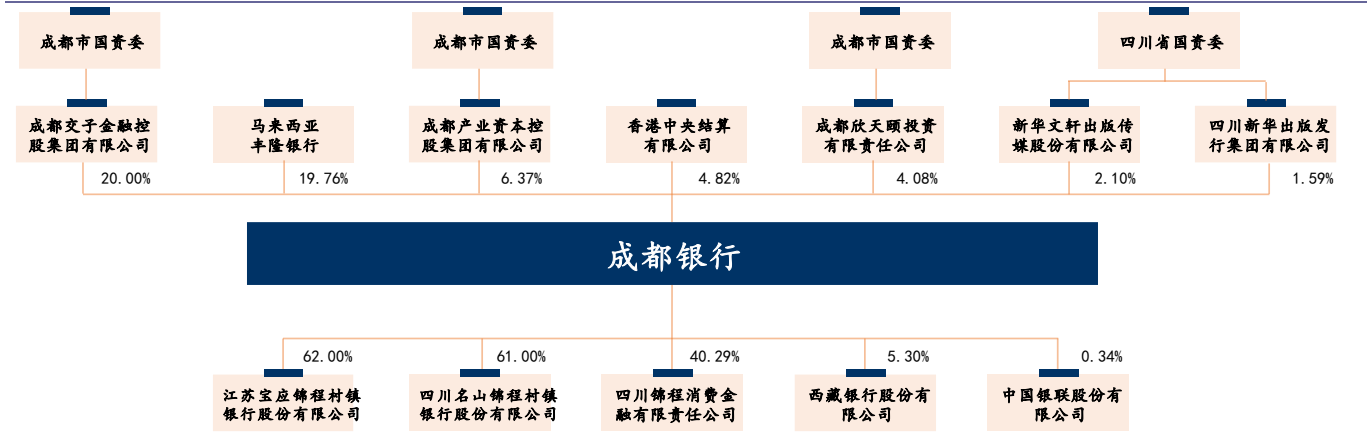 成都市国资委
成都市国资委
成都市国资委
四川省国资委
成都交子金融控
股集团有限公司
马来西亚
丰隆银行
成都产业资本控
股集团有限公司
香港中央结算
有限公司
成都欣天颐投资
有限责任公司
新华文轩出版传
媒股份有限公司
四川新华出版发
行集团有限公司
20.00%
19.76%
6.37%
4.82%
4.08%
2.10%
1.59%
成都银行
62.00%
61.00%
40.29%
5.30%
0.34%
江苏宝应锦程村镇
银行股份有限公司
四川名山锦程村镇
银行股份有限公司
四川锦程消费金
融有限责任公司
西藏银行股份有
限公司
中国银联股份有
限公司